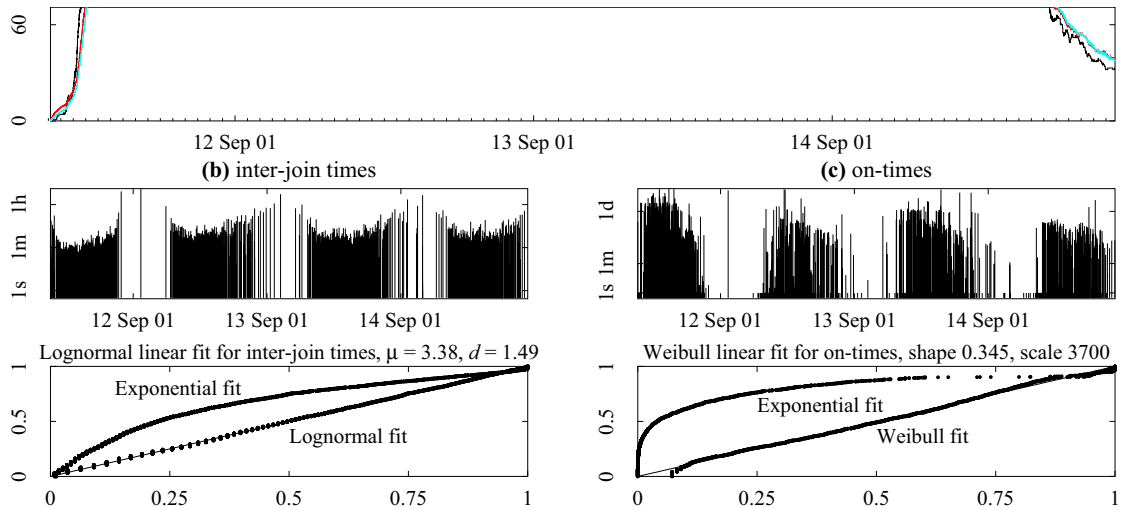 60
0
12 Sep 01 13 Sep 01 14 Sep 01
(b) inter-join times
1h
1m
1s
12 Sep 01 13 Sep 01 14 Sep 01
Lognormal linear fit for inter-join times, μ = 3.38, d = 1.49
1
0.5
0
Exponential fit
Lognormal fit
0 0.25 0.5 0.75 1
(c) on-times
1d
1m
1s
12 Sep 01 13 Sep 01 14 Sep 01
Weibull linear fit for on-times, shape 0.345, scale 3700
1
0.5
0
Exponential fit
Weibull fit
0 0.25 0.5 0.75 1